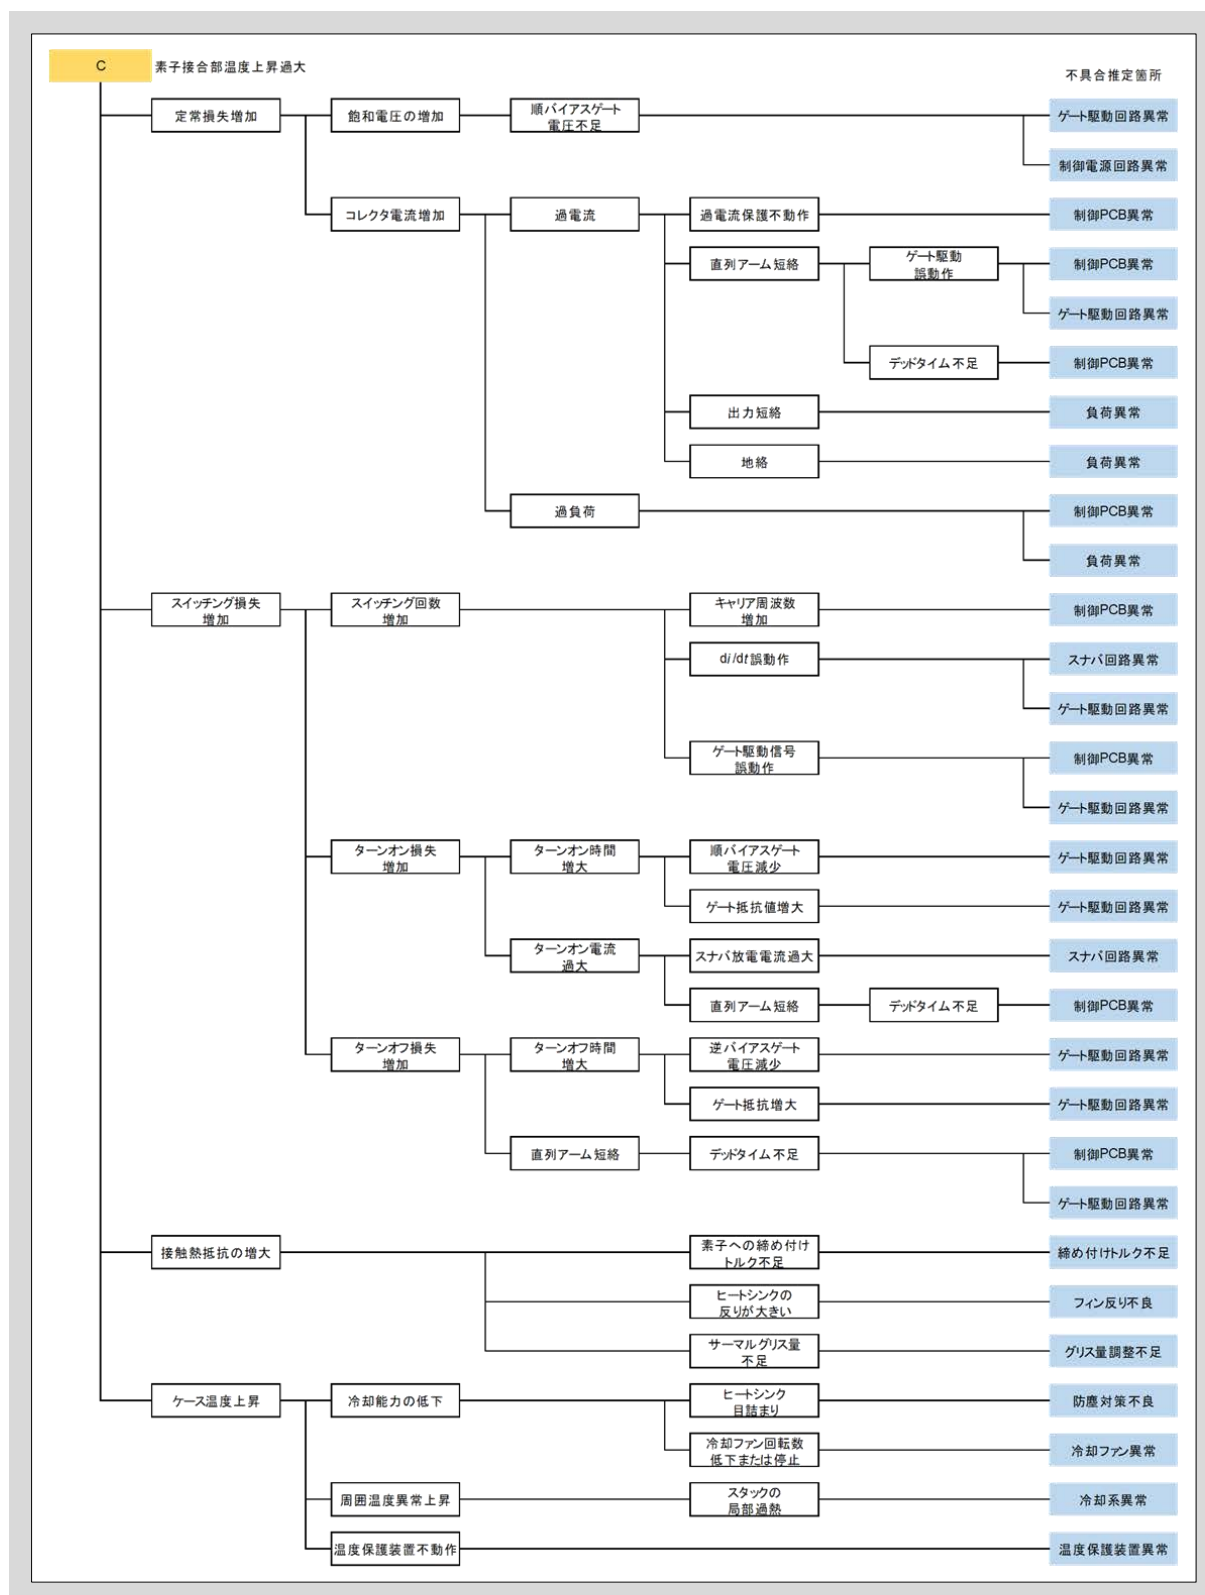 C
素子接合部温度上昇過大
不具合推定箇所
定常損失増加
飽和電圧の増加
順バイアスゲート
電圧不足
ゲート駆動回路異常
制御電源回路異常
コレクタ電流増加
過電流
過電流保護不動作
制御PCB異常
直列アーム短絡
ゲート駆動
誤動作
制御PCB異常
ゲート駆動回路異常
デッドタイム不足
制御PCB異常
出力短絡
負荷異常
地絡
負荷異常
過負荷
制御PCB異常
負荷異常
スイッチング損失
増加
スイッチング回数
増加
キャリア周波数
増加
制御PCB異常
di/dt誤動作
スナバ回路異常
ゲート駆動回路異常
ゲート駆動信号
誤動作
制御PCB異常
ゲート駆動回路異常
ターンオン損失
増加
ターンオン時間
増大
順バイアスゲート
電圧減少
ゲート駆動回路異常
ゲート抵抗値増大
ゲート駆動回路異常
ターンオン電流
過大
スナバ放電電流過大
スナバ回路異常
直列アーム短絡
デッドタイム不足
制御PCB異常
ターンオフ損失
増加
ターンオフ時間
増大
逆バイアスゲート
電圧減少
ゲート駆動回路異常
ゲート抵抗増大
ゲート駆動回路異常
直列アーム短絡
デッドタイム不足
制御PCB異常
ゲート駆動回路異常
接触熱抵抗の増大
素子への締め付け
トルク不足
締め付けトルク不足
ヒートシンクの
反りが大きい
フィン反り不良
サーマルグリス量
不足
グリス量調整不足
ケース温度上昇
冷却能力の低下
ヒートシンク
目詰まり
防塵対策不良
冷却ファン回転数
低下または停止
冷却ファン異常
周囲温度異常上昇
スタックの
局部過熱
冷却系異常
温度保護装置不動作
温度保護装置異常